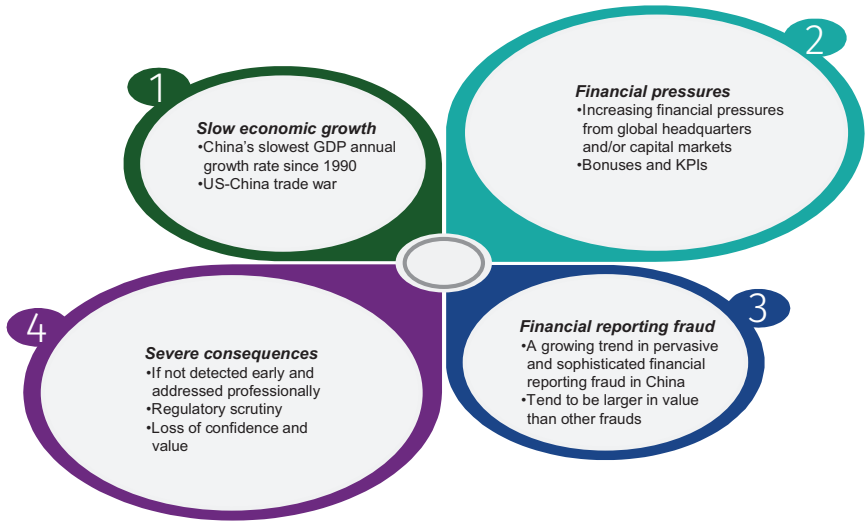 1
Slow economic growth
•China's slowest GDP annual
growth rate since 1990
•US-China trade war
2
Financial pressures
•Increasing financial pressures
from global headquarters
and/or capital markets
•Bonuses and KPIs
3
Financial reporting fraud
•A growing trend in pervasive
and sophisticated financial
reporting fraud in China
•Tend to be larger in value
than other frauds
4
Severe consequences
•If not detected early and
addressed professionally
•Regulatory scrutiny
•Loss of confidence and
value